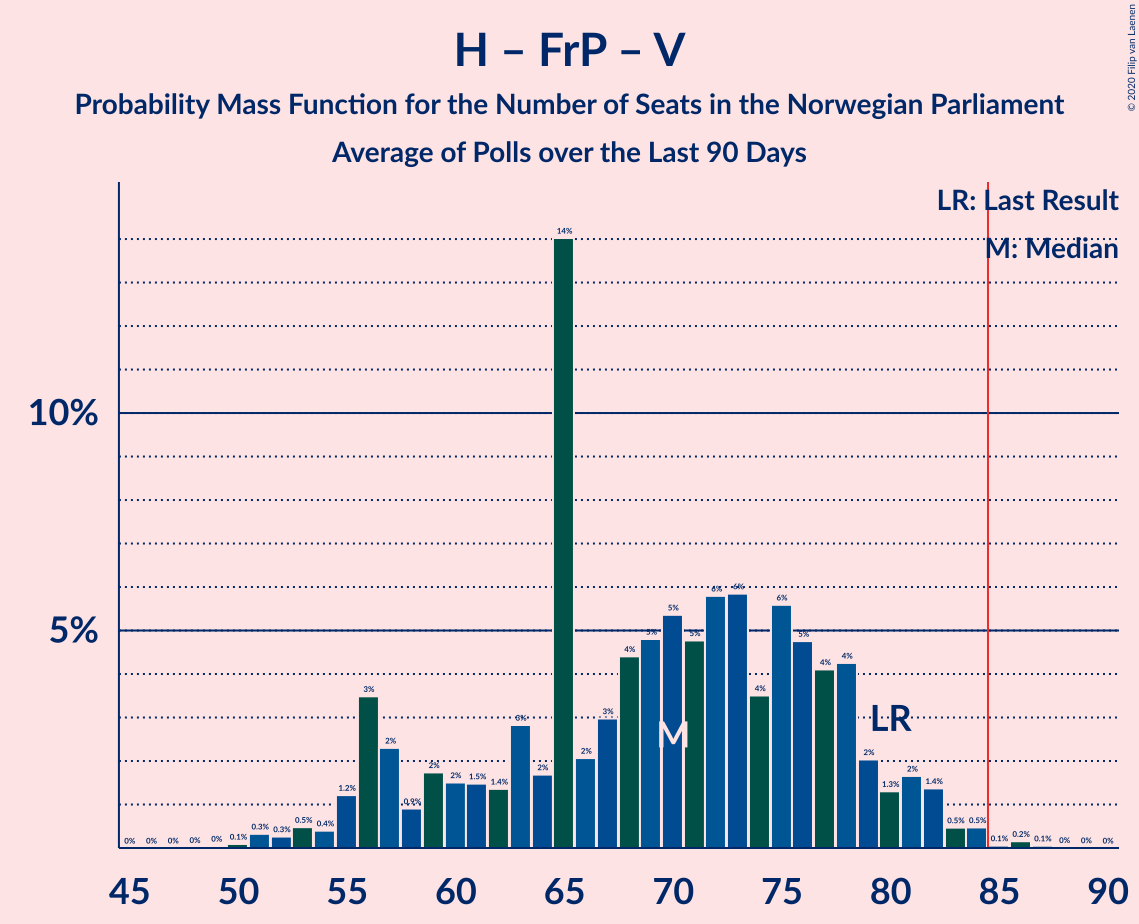 H – FrP – V
Probability Mass Function for the Number of Seats in the Norwegian Parliament
Average of Polls over the Last 90 Days
© 2020 Filip van Laenen
LR: Last Result
M: Median
10%
5%
0% 0% 0% 0% 0% 0.1% 0.3% 0.3% 0.5% 0.4% 1.2% 3% 2% 0.9% 2% 2% 1.5% 1.4% 3% 2% 14% 2% 3% 4% 5% 5% 5% 6% 6% 4% 6% 5% 4% 4% 2% 1.3% 2% 1.4% 0.5% 0.5% 0.1% 0.2% 0.1% 0% 0% 0%
M
LR
45 50 55 60 65 70 75 80 85 90